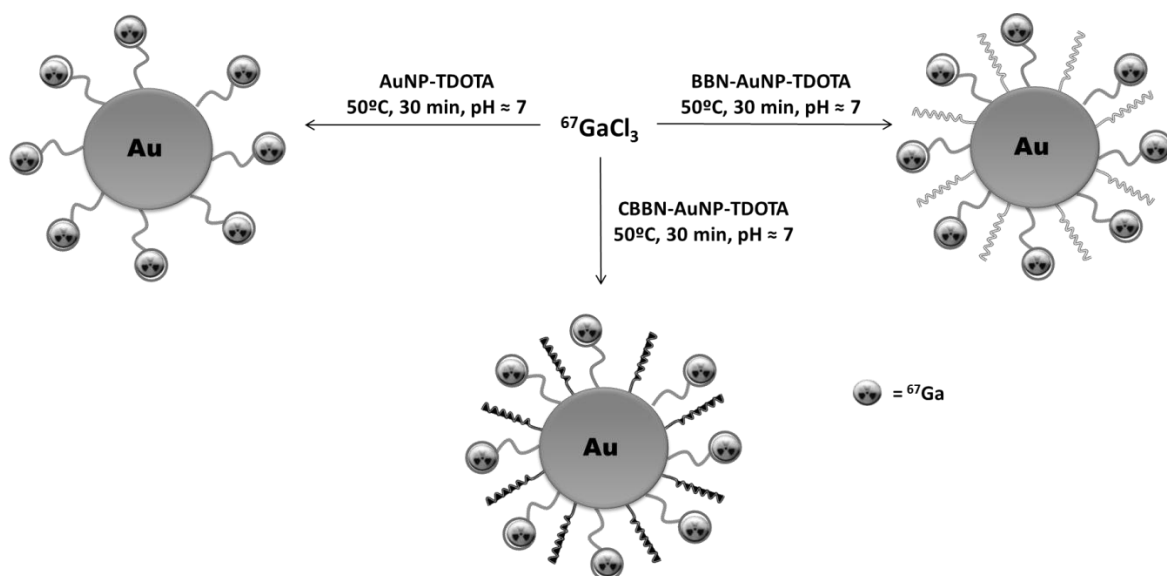 AuNP-TDOTA
50ºC, 30 min, pH ≈ 7
BBN-AuNP-TDOTA
50ºC, 30 min, pH ≈ 7
Au
⁶⁷GaCl₃
Au
CBBN-AuNP-TDOTA
50ºC, 30 min, pH ≈ 7
= ⁶⁷Ga
Au